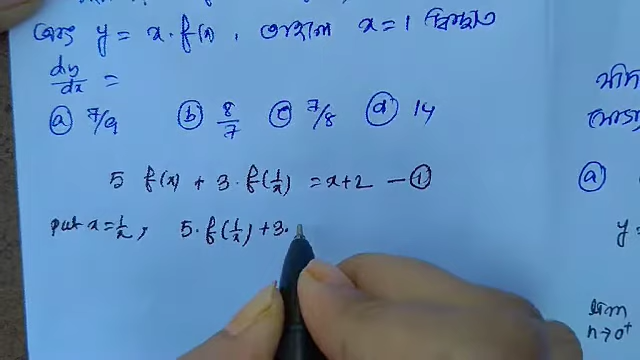 এবং y = x. f(x), তাহলে x = 1 বিন্দুতে
dy/dx =
ⓐ 7/9 ⓑ 8/7 ⓒ 7/8 ⓓ 14
5 f(x) + 3. f(1/x) = x+2 — ①
put x = 1/x, 5. f(1/x) + 3.
ⓐ
y =
lim n→0⁺